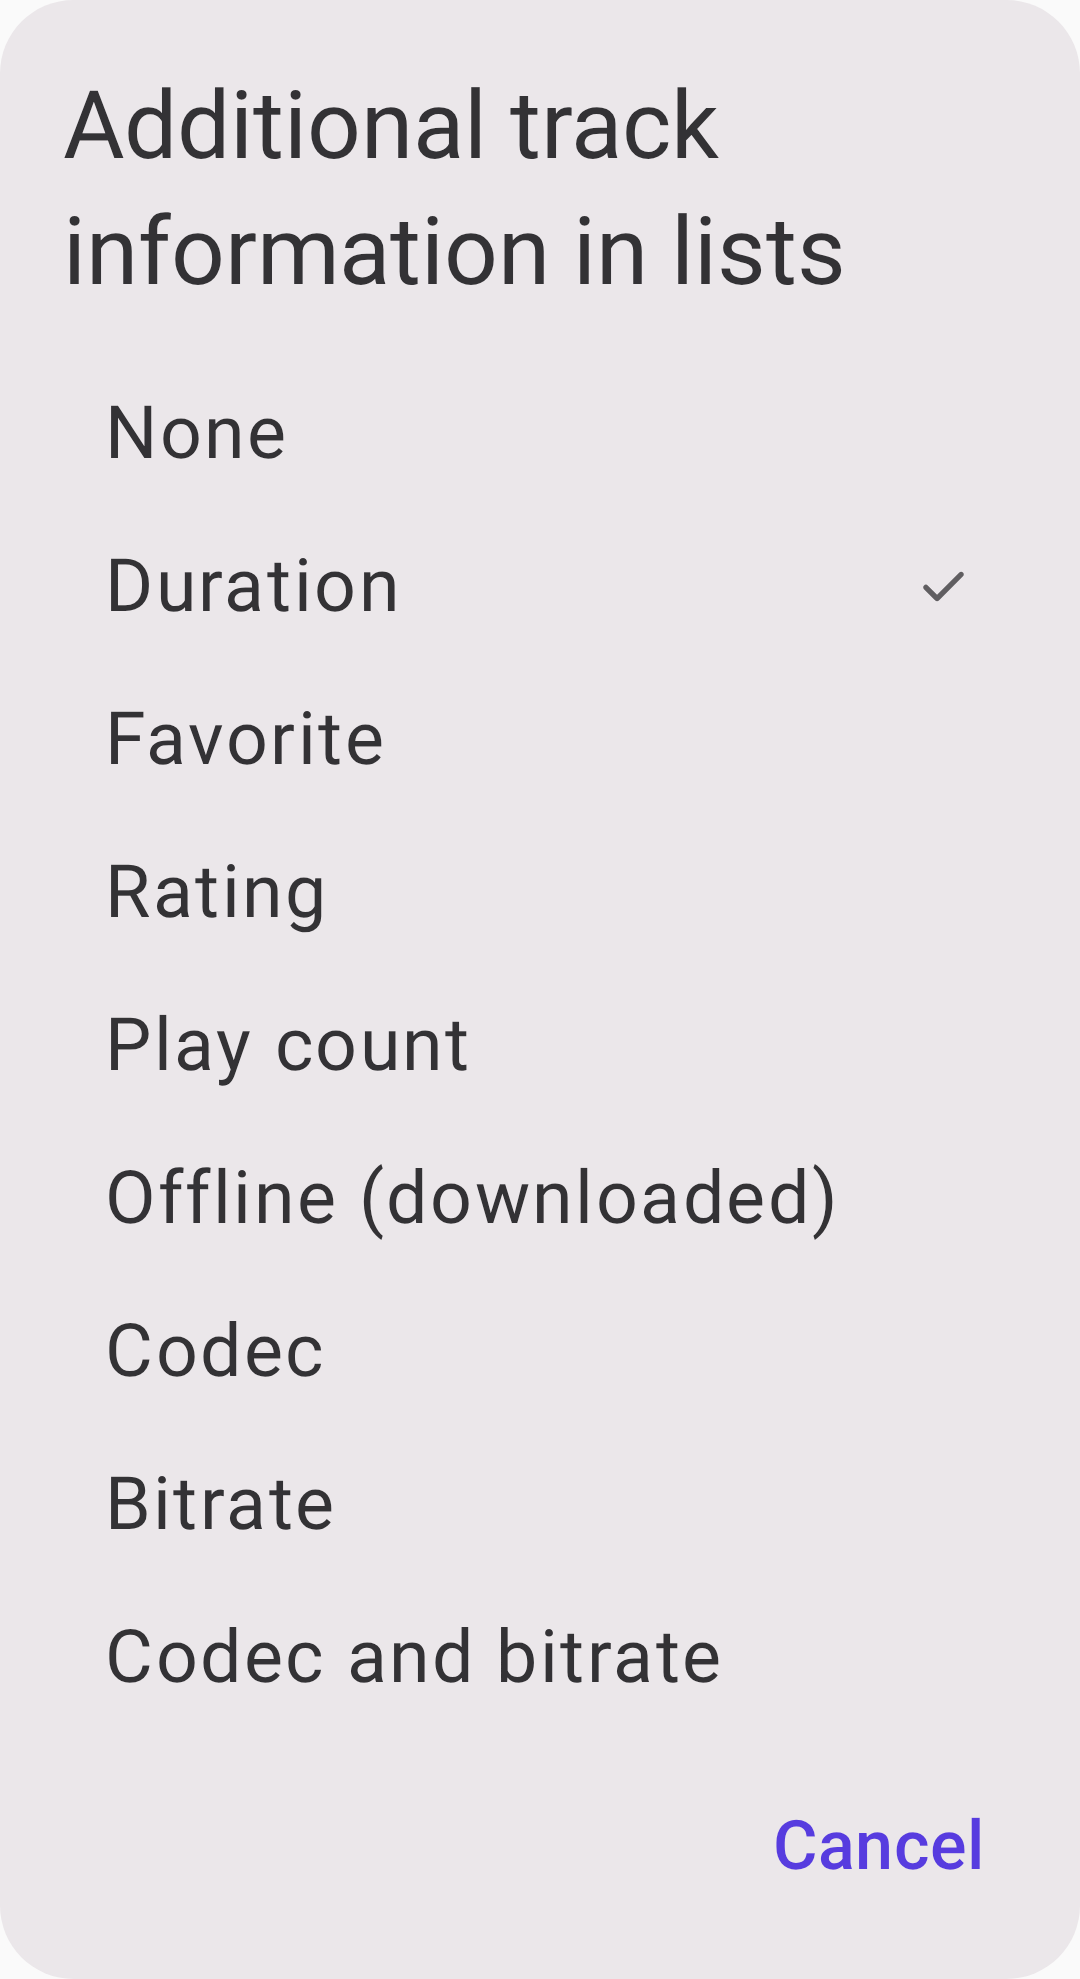 Additional track
information in lists
None
Duration
Favorite
Rating
Play count
Offline (downloaded)
Codec
Bitrate
Codec and bitrate
Cancel